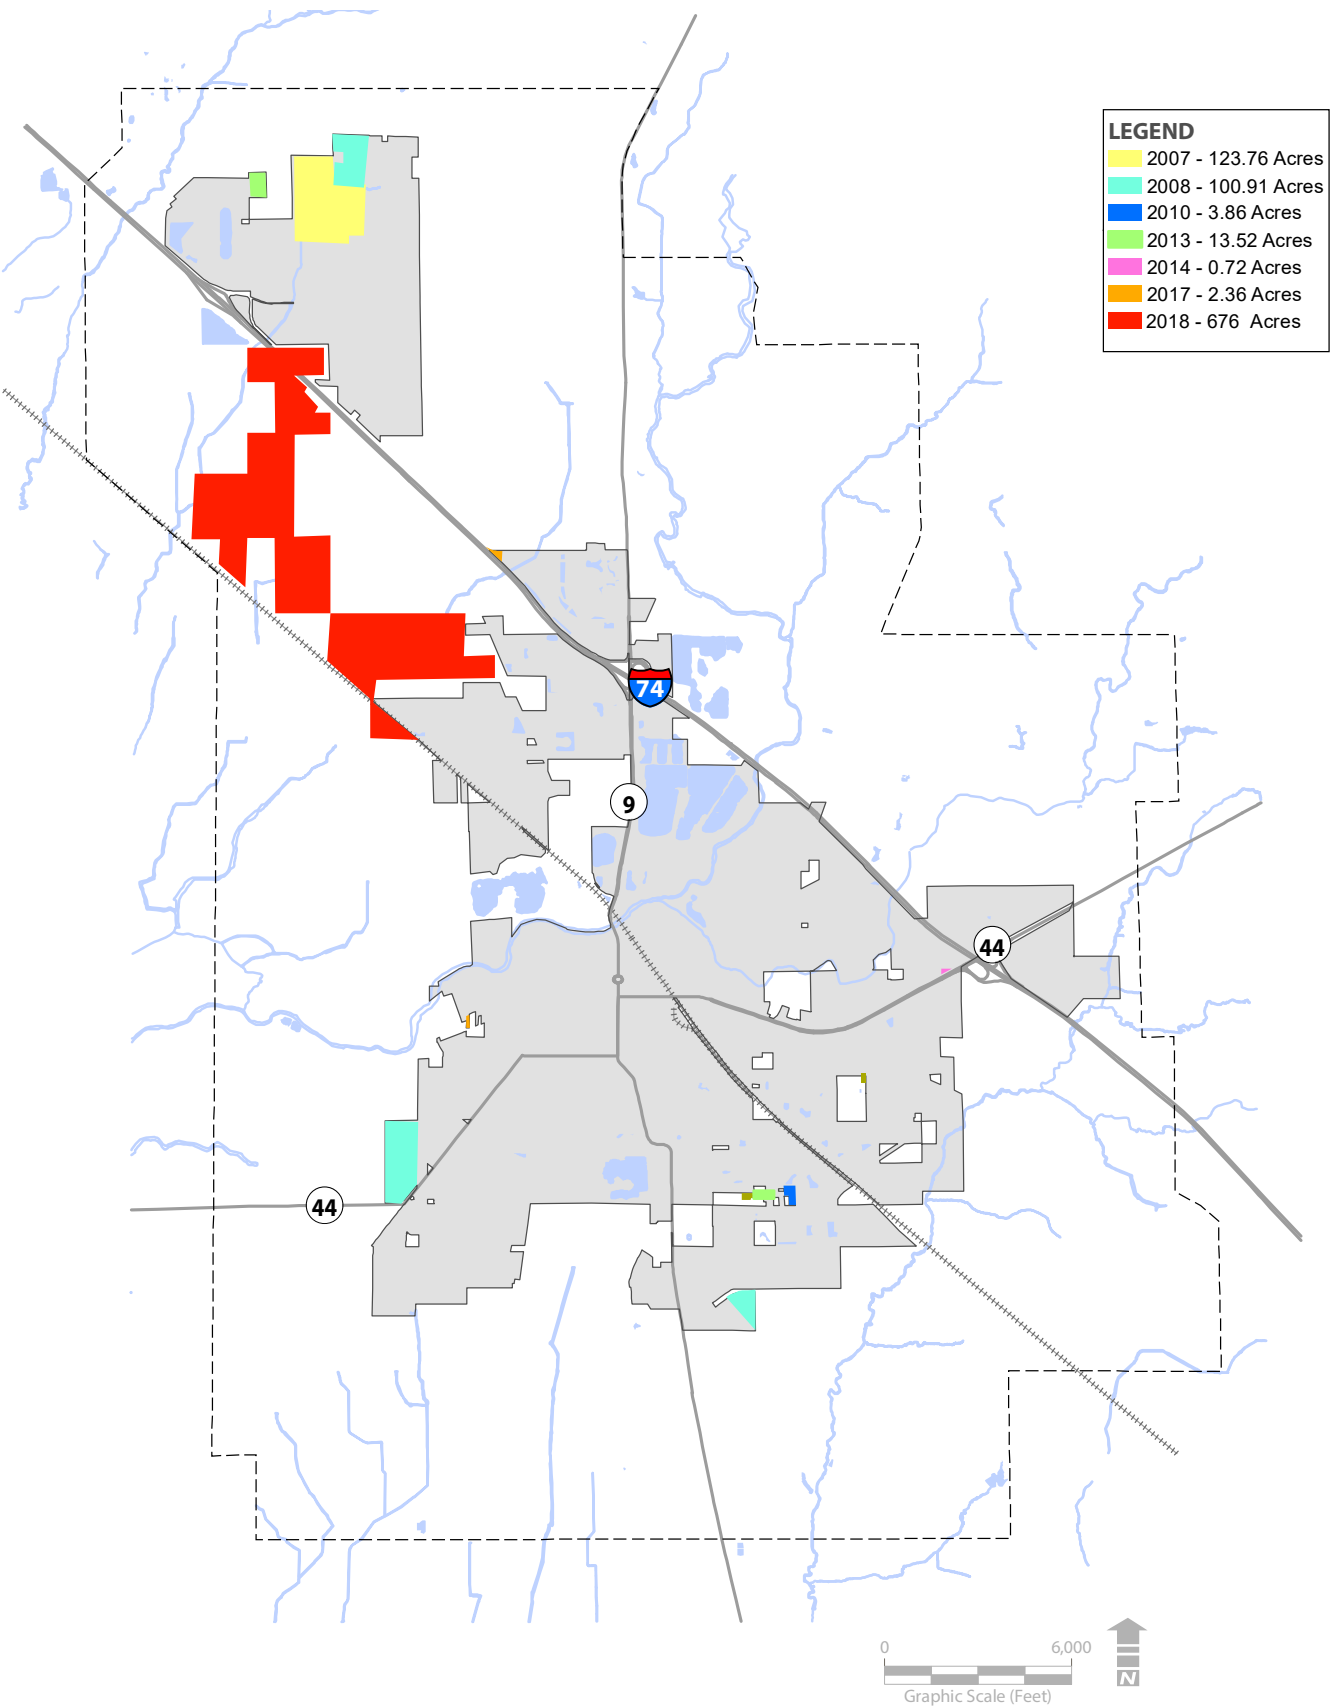 LEGEND
2007 - 123.76 Acres
2008 - 100.91 Acres
2010 - 3.86 Acres
2013 - 13.52 Acres
2014 - 0.72 Acres
2017 - 2.36 Acres
2018 - 676 Acres
74
9
44
44
0 6,000
N
Graphic Scale (Feet)